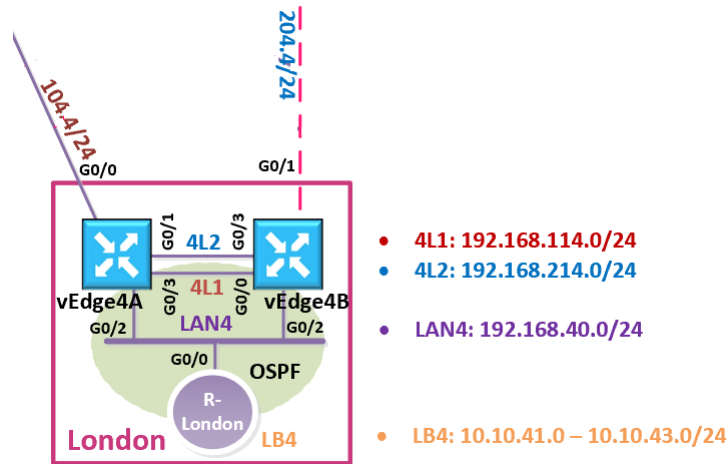 204.4/24
104.4/24
G0/0
G0/1
G0/1
G0/3
4L2
G0/3
G0/0
4L1
vEdge4A
vEdge4B
LAN4
G0/2
G0/2
G0/0
OSPF
R-
London
London
LB4
• 4L1: 192.168.114.0/24
• 4L2: 192.168.214.0/24
• LAN4: 192.168.40.0/24
• LB4: 10.10.41.0 – 10.10.43.0/24